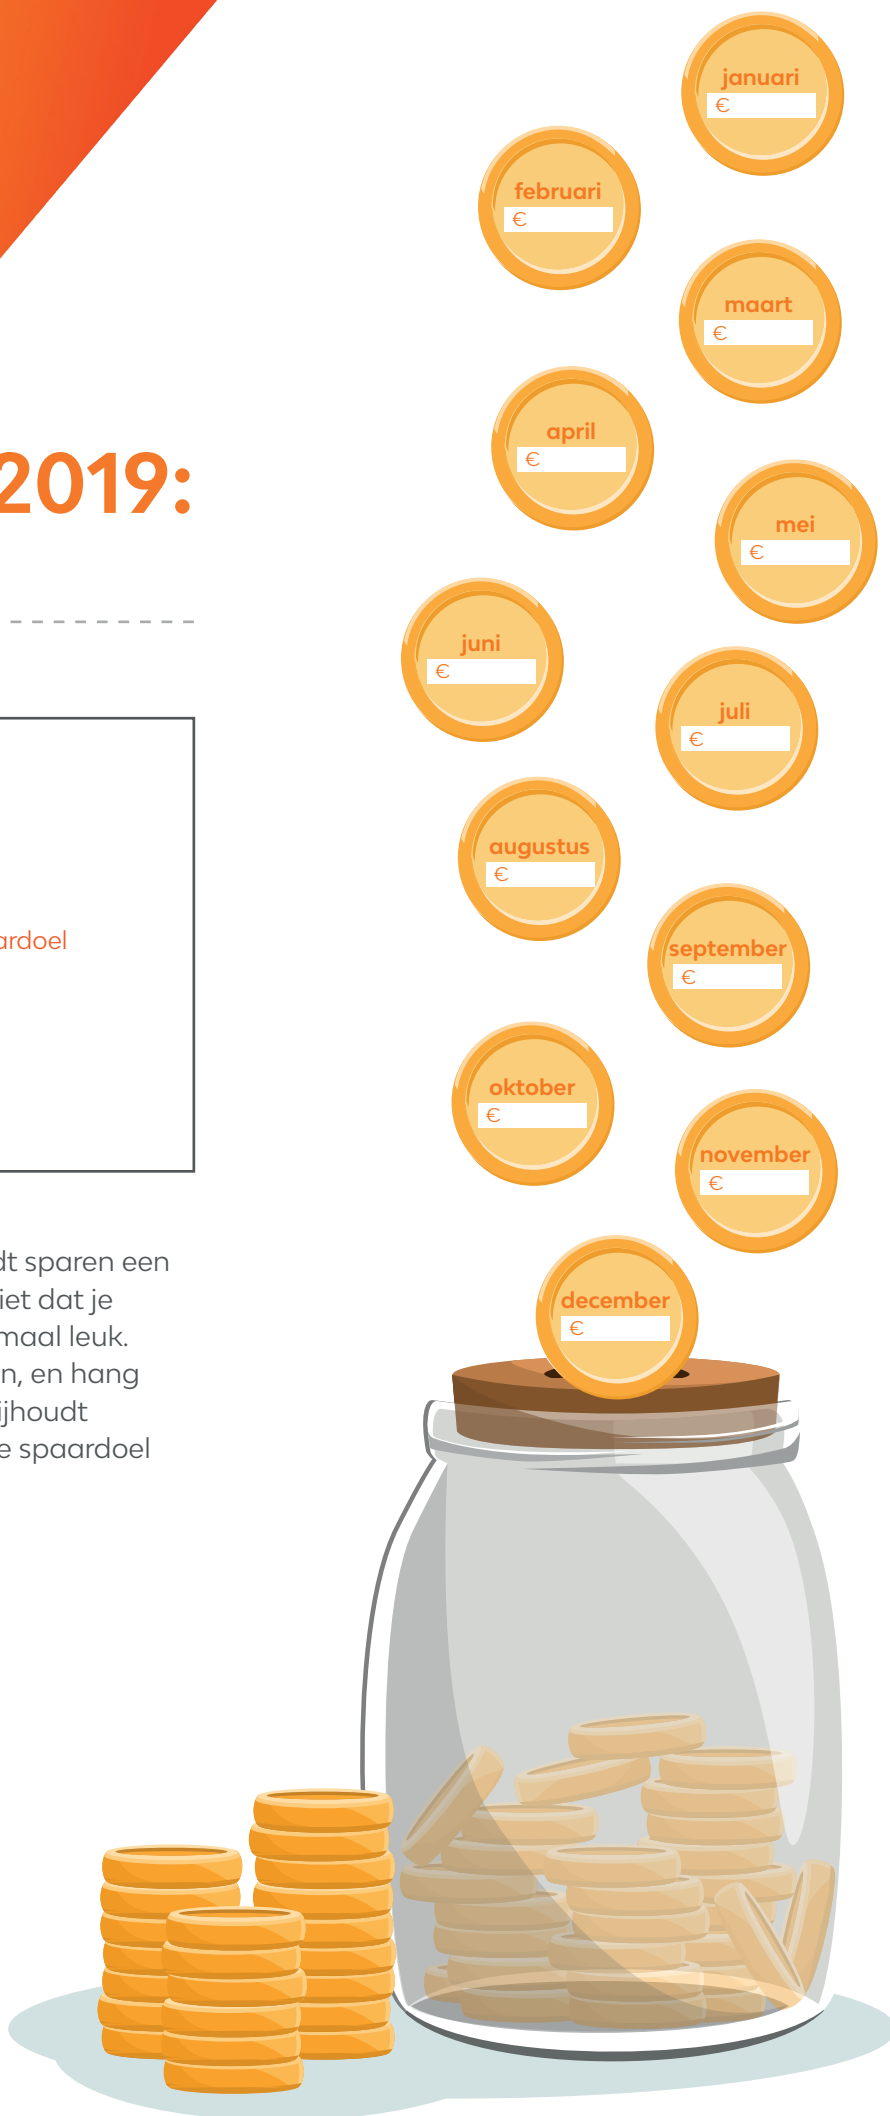 januari
€
februari
€
maart
€
april
€
2019:
mei
€
juni
€
juli
€
augustus
€
ardoel
september
€
oktober
€
november
€
dt sparen een
iet dat je
maal leuk.
n, en hang
ijhoudt
e spaardoel
december
€